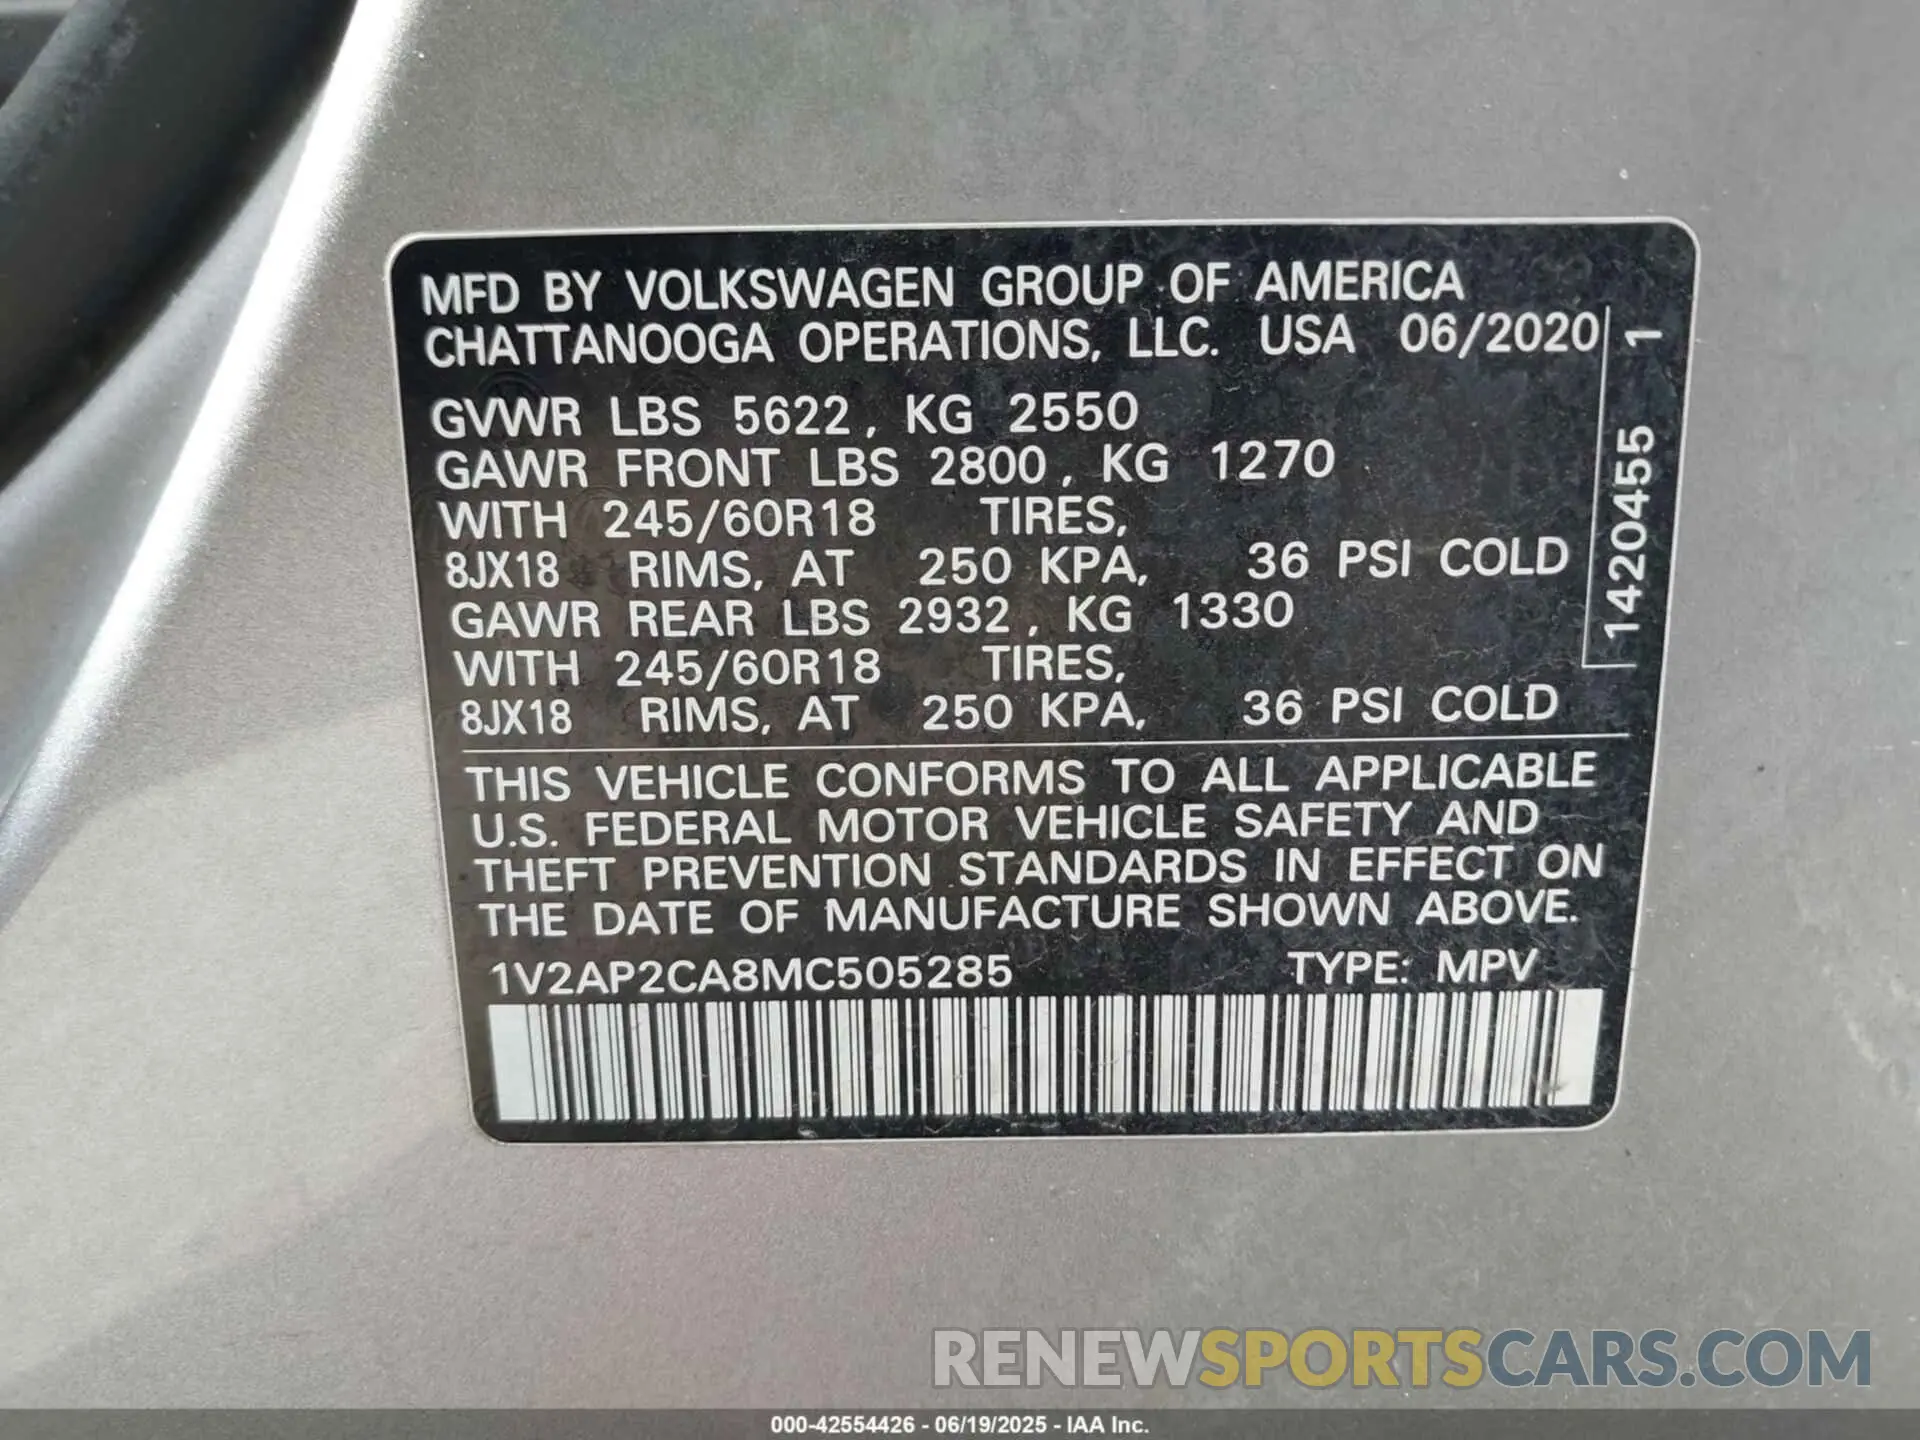 MFD BY VOLKSWAGEN GROUP OF AMERICA
CHATTANOOGA OPERATIONS, LLC. USA 06/2020
GVWR LBS 5622, KG 2550
GAWR FRONT LBS 2800, KG 1270
WITH 245/60R18 TIRES,
8JX18 RIMS, AT 250 KPA, 36 PSI COLD
GAWR REAR LBS 2932, KG 1330
WITH 245/60R18 TIRES,
8JX18 RIMS, AT 250 KPA, 36 PSI COLD
1420455 1
THIS VEHICLE CONFORMS TO ALL APPLICABLE
U.S. FEDERAL MOTOR VEHICLE SAFETY AND
THEFT PREVENTION STANDARDS IN EFFECT ON
THE DATE OF MANUFACTURE SHOWN ABOVE.
1V2AP2CA8MC505285 TYPE: MPV
RENEWSPORTSCARS.COM
000-42554426 - 06/19/2025 - IAA Inc.